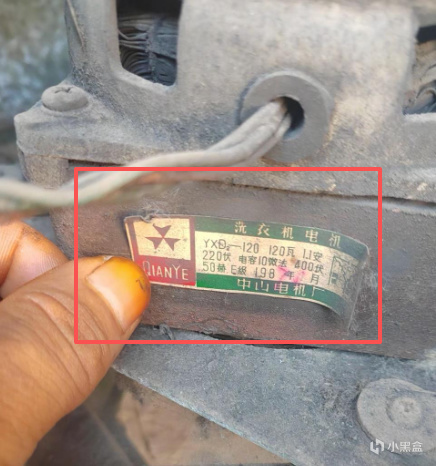 洗衣机电机
YXD₂-120 120瓦 1.1安
220伏 电容10微法 400伏
50赫 E级 198 年 月
QIANYE
中山电机厂
小黑盒